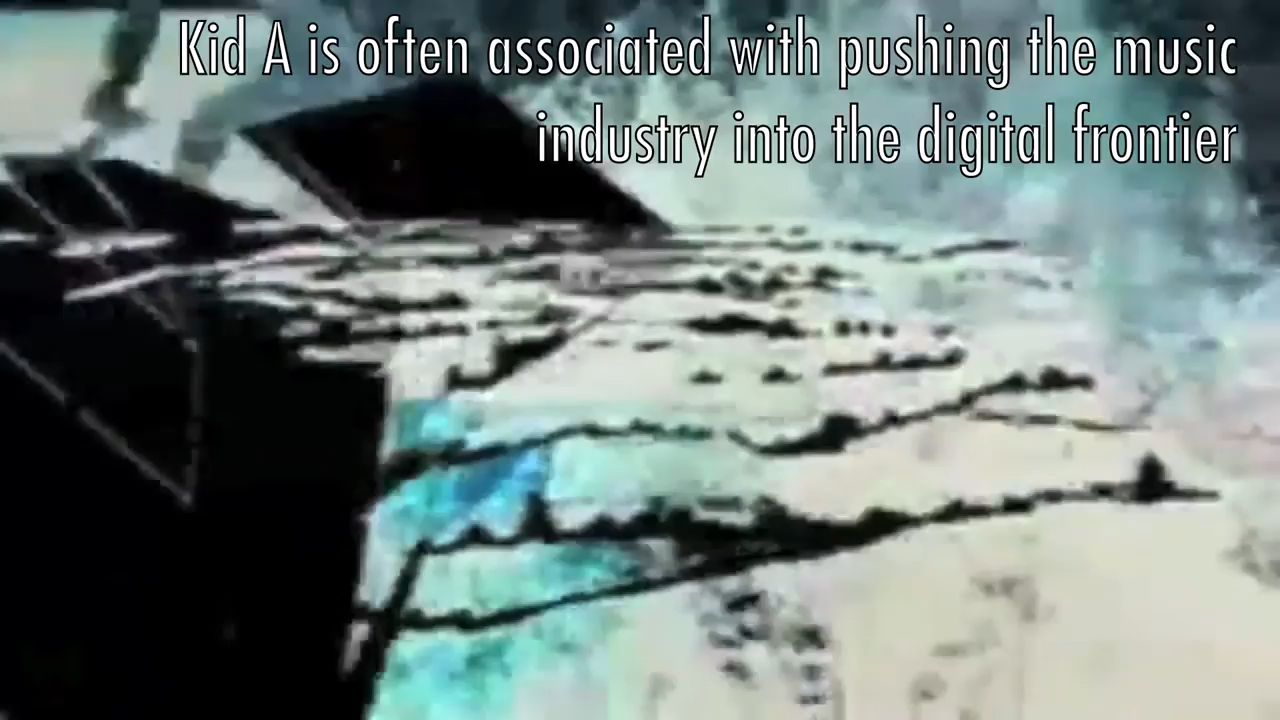 Kid A is often associated with pushing the music
industry into the digital frontier